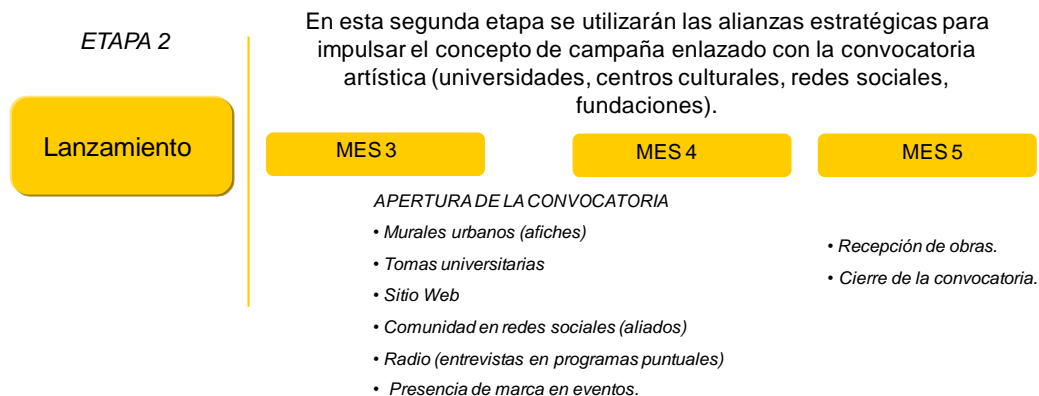 ETAPA 2
Lanzamiento
En esta segunda etapa se utilizarán las alianzas estratégicas para
impulsar el concepto de campaña enlazado con la convocatoria
artística (universidades, centros culturales, redes sociales,
fundaciones).
MES 3
MES 4
MES 5
APERTURA DE LA CONVOCATORIA
• Murales urbanos (afiches)
• Tomas universitarias
• Sitio Web
• Comunidad en redes sociales (aliados)
• Radio (entrevistas en programas puntuales)
• Presencia de marca en eventos.
• Recepción de obras.
• Cierre de la convocatoria.